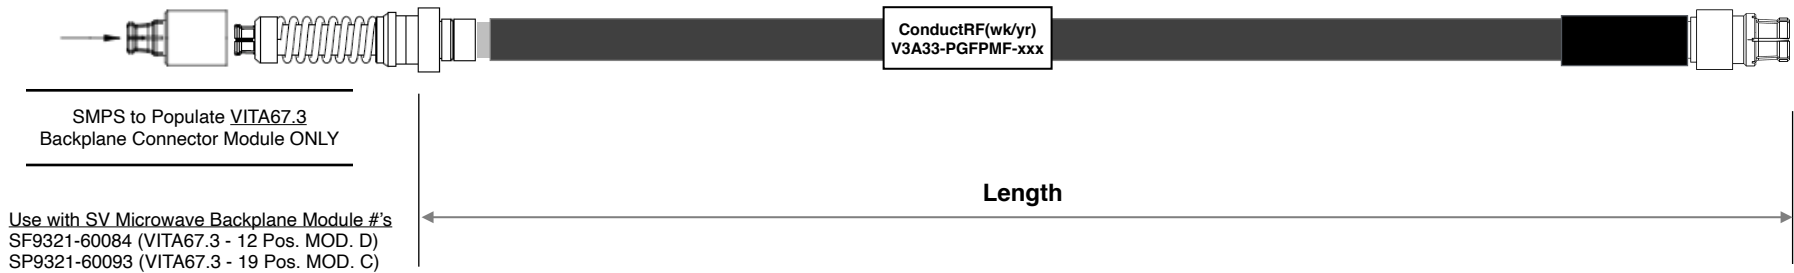 ConductRF(wk/yr)
V3A33-PGFPMF-xxx
SMPS to Populate VITA67.3
Backplane Connector Module ONLY
Length
Use with SV Microwave Backplane Module #'s
SF9321-60084 (VITA67.3 - 12 Pos. MOD. D)
SP9321-60093 (VITA67.3 - 19 Pos. MOD. C)